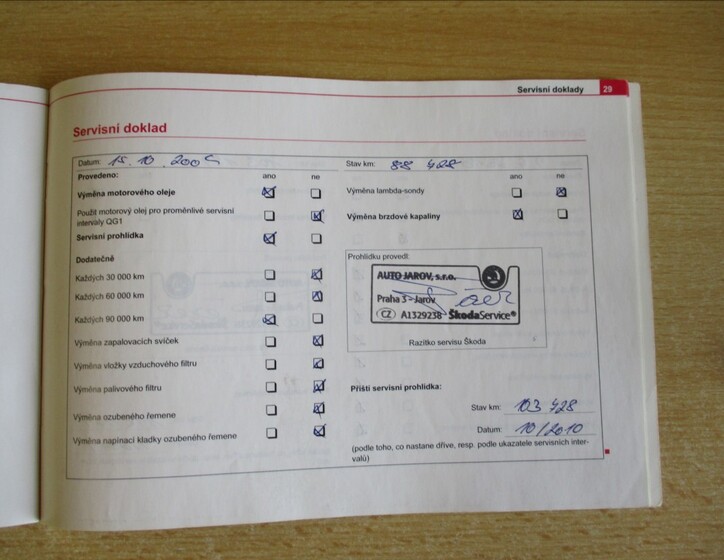 Servisní doklady 29
Servisní doklad
Datum: 15. 10. 2009 Stav km: 88 428
Provedeno: ano ne ano ne
Výměna motorového oleje Výměna lambda-sondy
Použit motorový olej pro proměnlivé servisní
intervaly QG1 Výměna brzdové kapaliny
Servisní prohlídka
Dodatečně Prohlídku provedl:
AUTO JAROV, s.r.o.
Každých 30 000 km
Každých 60 000 km Praha 3 - Jarov
Každých 90 000 km CZ A1329238 ŠkodaService®
Výměna zapalovacích svíček Razítko servisu Škoda
Výměna vložky vzduchového filtru
Výměna palivového filtru Příští servisní prohlídka:
Výměna ozubeného řemene Stav km: 103 428
Výměna napínací kladky ozubeného řemene Datum: 10/2010
(podle toho, co nastane dříve, resp. podle ukazatele servisních inter-
valů)